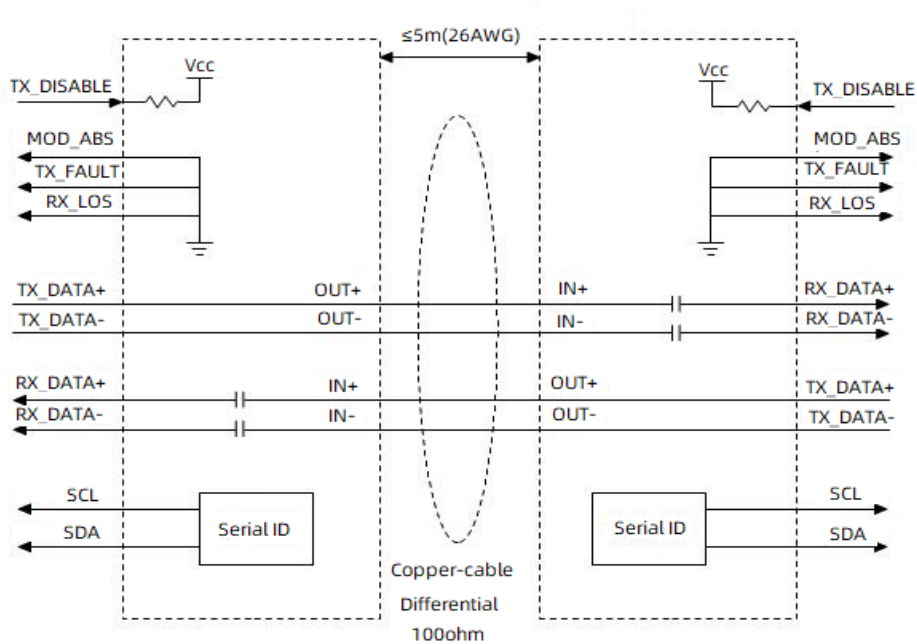 ≤5m(26AWG)
Vcc
Vcc
TX_DISABLE
TX_DISABLE
MOD_ABS
MOD_ABS
TX_FAULT
TX_FAULT
RX_LOS
RX_LOS
TX_DATA+ OUT+ IN+ RX_DATA+
TX_DATA- OUT- IN- RX_DATA-
RX_DATA+ IN+ OUT+ TX_DATA+
RX_DATA- IN- OUT- TX_DATA-
SCL
SCL
Serial ID
Serial ID
SDA
SDA
Copper-cable
Differential
100ohm